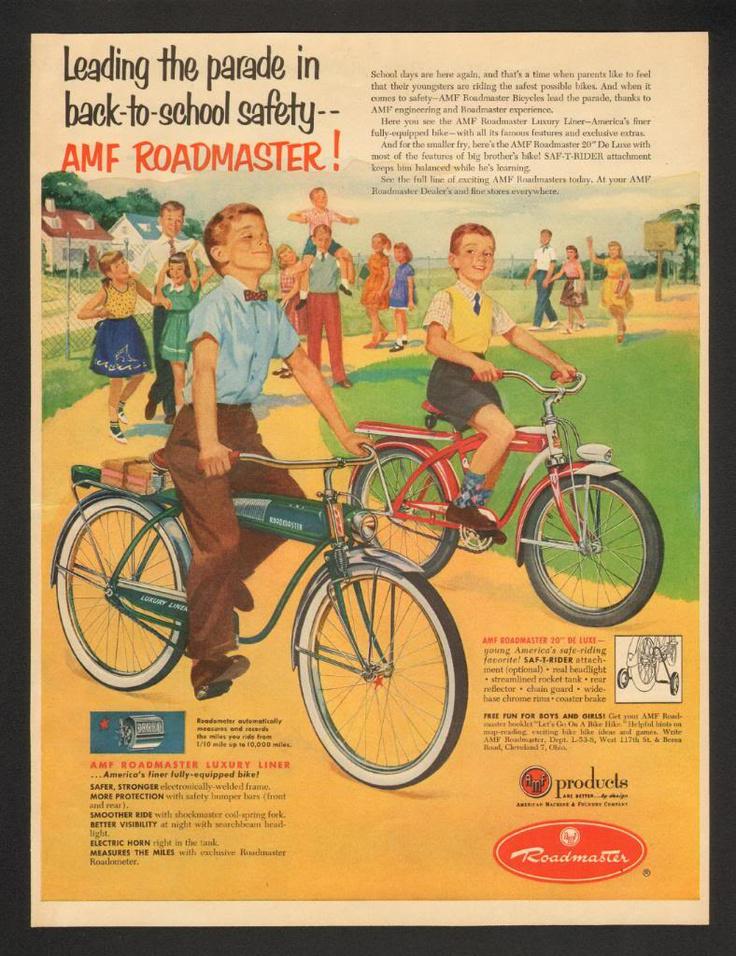 Leading the parade in
back-to-school safety--
AMF ROADMASTER!
School days are here again, and that's a time when parents like to feel
that their youngsters are riding the safest possible bikes. And when it
comes to safety—AMF Roadmaster Bicycles lead the parade, thanks to
AMF engineering and Roadmaster experience.
Here you see the AMF Roadmaster Luxury Liner—America's finer
fully-equipped bike—with all its famous features and exclusive extras.
And for the smaller fry, here's the AMF Roadmaster 20" De Luxe with
most of the features of big brother's bike! SAF-T-RIDER attachment
keeps him balanced while he's learning.
See the full line of exciting AMF Roadmasters today. At your AMF
Roadmaster Dealer's and fine stores everywhere.
ROADMASTER
LUXURY LINER
AMF ROADMASTER 20" DE LUXE—
young America's safe-riding
favorite! SAF-T-RIDER attach-
ment (optional) • real headlight
• streamlined rocket tank • rear
reflector • chain guard • wide-
base chrome rims • coaster brake
FREE FUN FOR BOYS AND GIRLS! Get your AMF Road-
master booklet "Let's Go On A Bike Hike." Helpful hints on
map-reading, exciting bike hike ideas and games. Write
AMF Roadmaster, Dept. L-53-8, West 117th St. & Berea
Road, Cleveland 7, Ohio.
Roadometer automatically
measures and records
the miles you ride from
1/10 mile up to 10,000 miles.
AMF ROADMASTER LUXURY LINER
...America's finer fully-equipped bike!
SAFER, STRONGER electronically-welded frame.
MORE PROTECTION with safety bumper bars (front
and rear).
SMOOTHER RIDE with shockmaster coil-spring fork.
BETTER VISIBILITY at night with searchbeam head-
light.
ELECTRIC HORN right in the tank.
MEASURES THE MILES with exclusive Roadmaster
Roadometer.
AMF products
ARE BETTER...by design
AMERICAN MACHINE & FOUNDRY COMPANY
AMF
Roadmaster
®